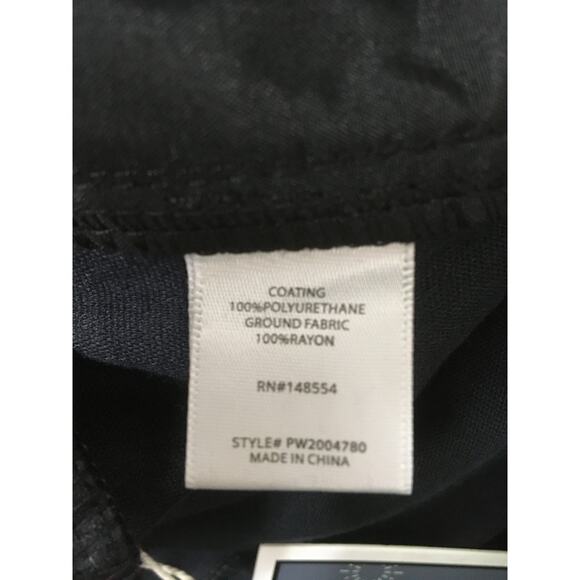 COATING
100%POLYURETHANE
GROUND FABRIC
100%RAYON
RN#148554
STYLE# PW2004780
MADE IN CHINA